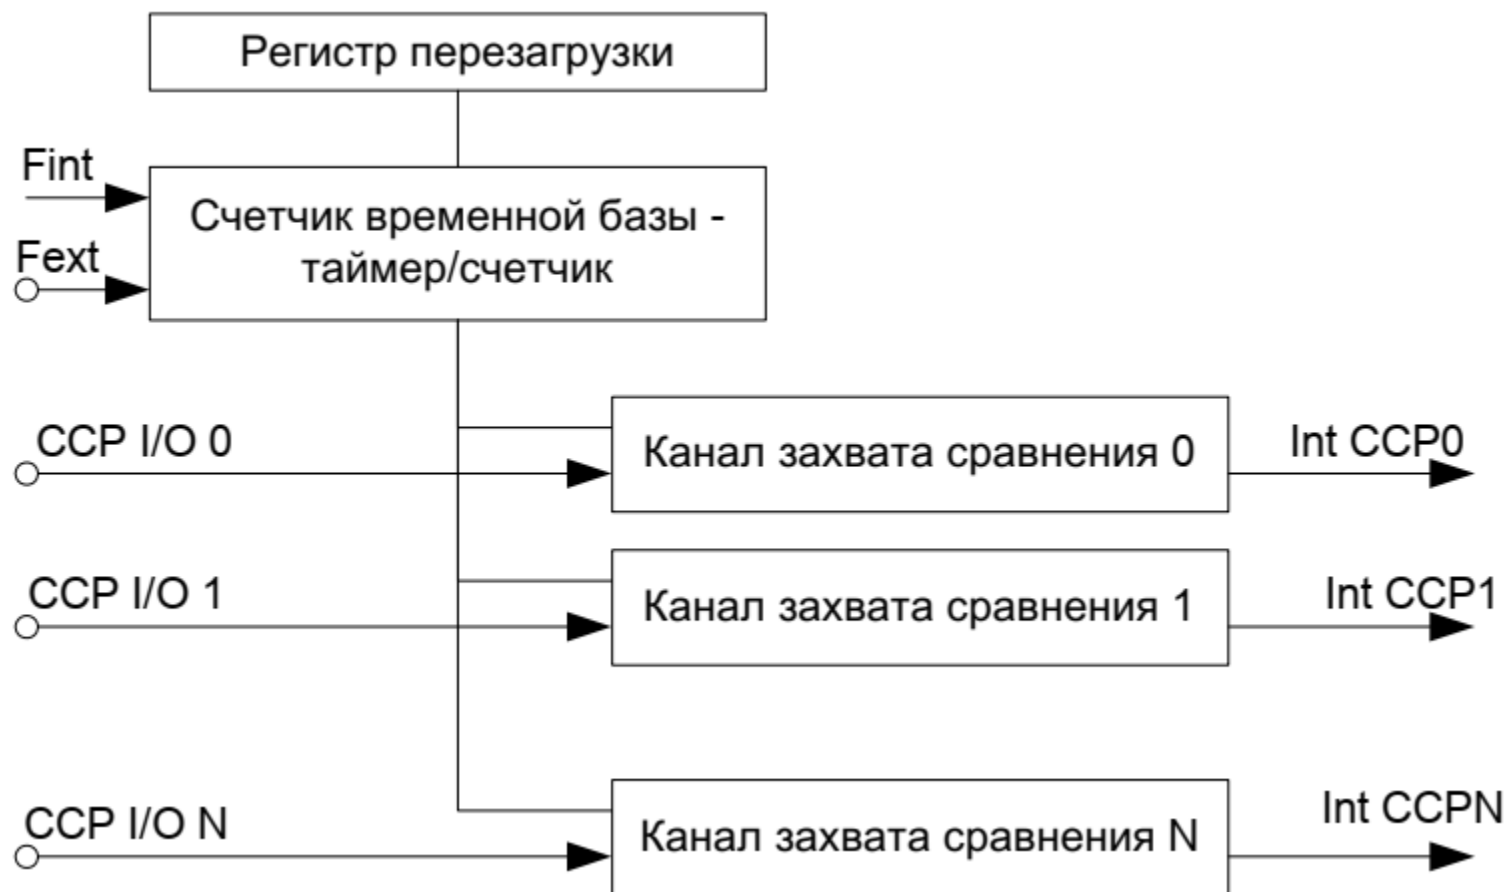 Регистр перезагрузки
Fint
Счетчик временной базы -
таймер/счетчик
Fext
CCP I/O 0
Канал захвата сравнения 0
Int CCP0
CCP I/O 1
Канал захвата сравнения 1
Int CCP1
CCP I/O N
Канал захвата сравнения N
Int CCPN